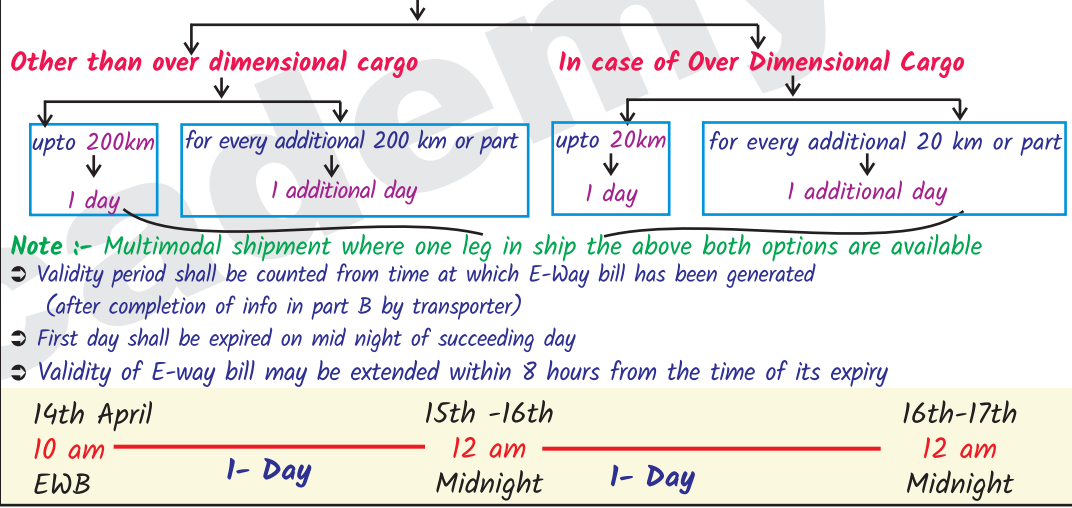 Other than over dimensional cargo
In case of Over Dimensional Cargo
upto 200km
1 day
for every additional 200 km or part
1 additional day
upto 20km
1 day
for every additional 20 km or part
1 additional day
Note :- Multimodal shipment where one leg in ship the above both options are available
Validity period shall be counted from time at which E-Way bill has been generated
(after completion of info in part B by transporter)
First day shall be expired on mid night of succeeding day
Validity of E-way bill may be extended within 8 hours from the time of its expiry
14th April
15th -16th
16th-17th
10 am
12 am
12 am
1- Day
1- Day
EWB
Midnight
Midnight